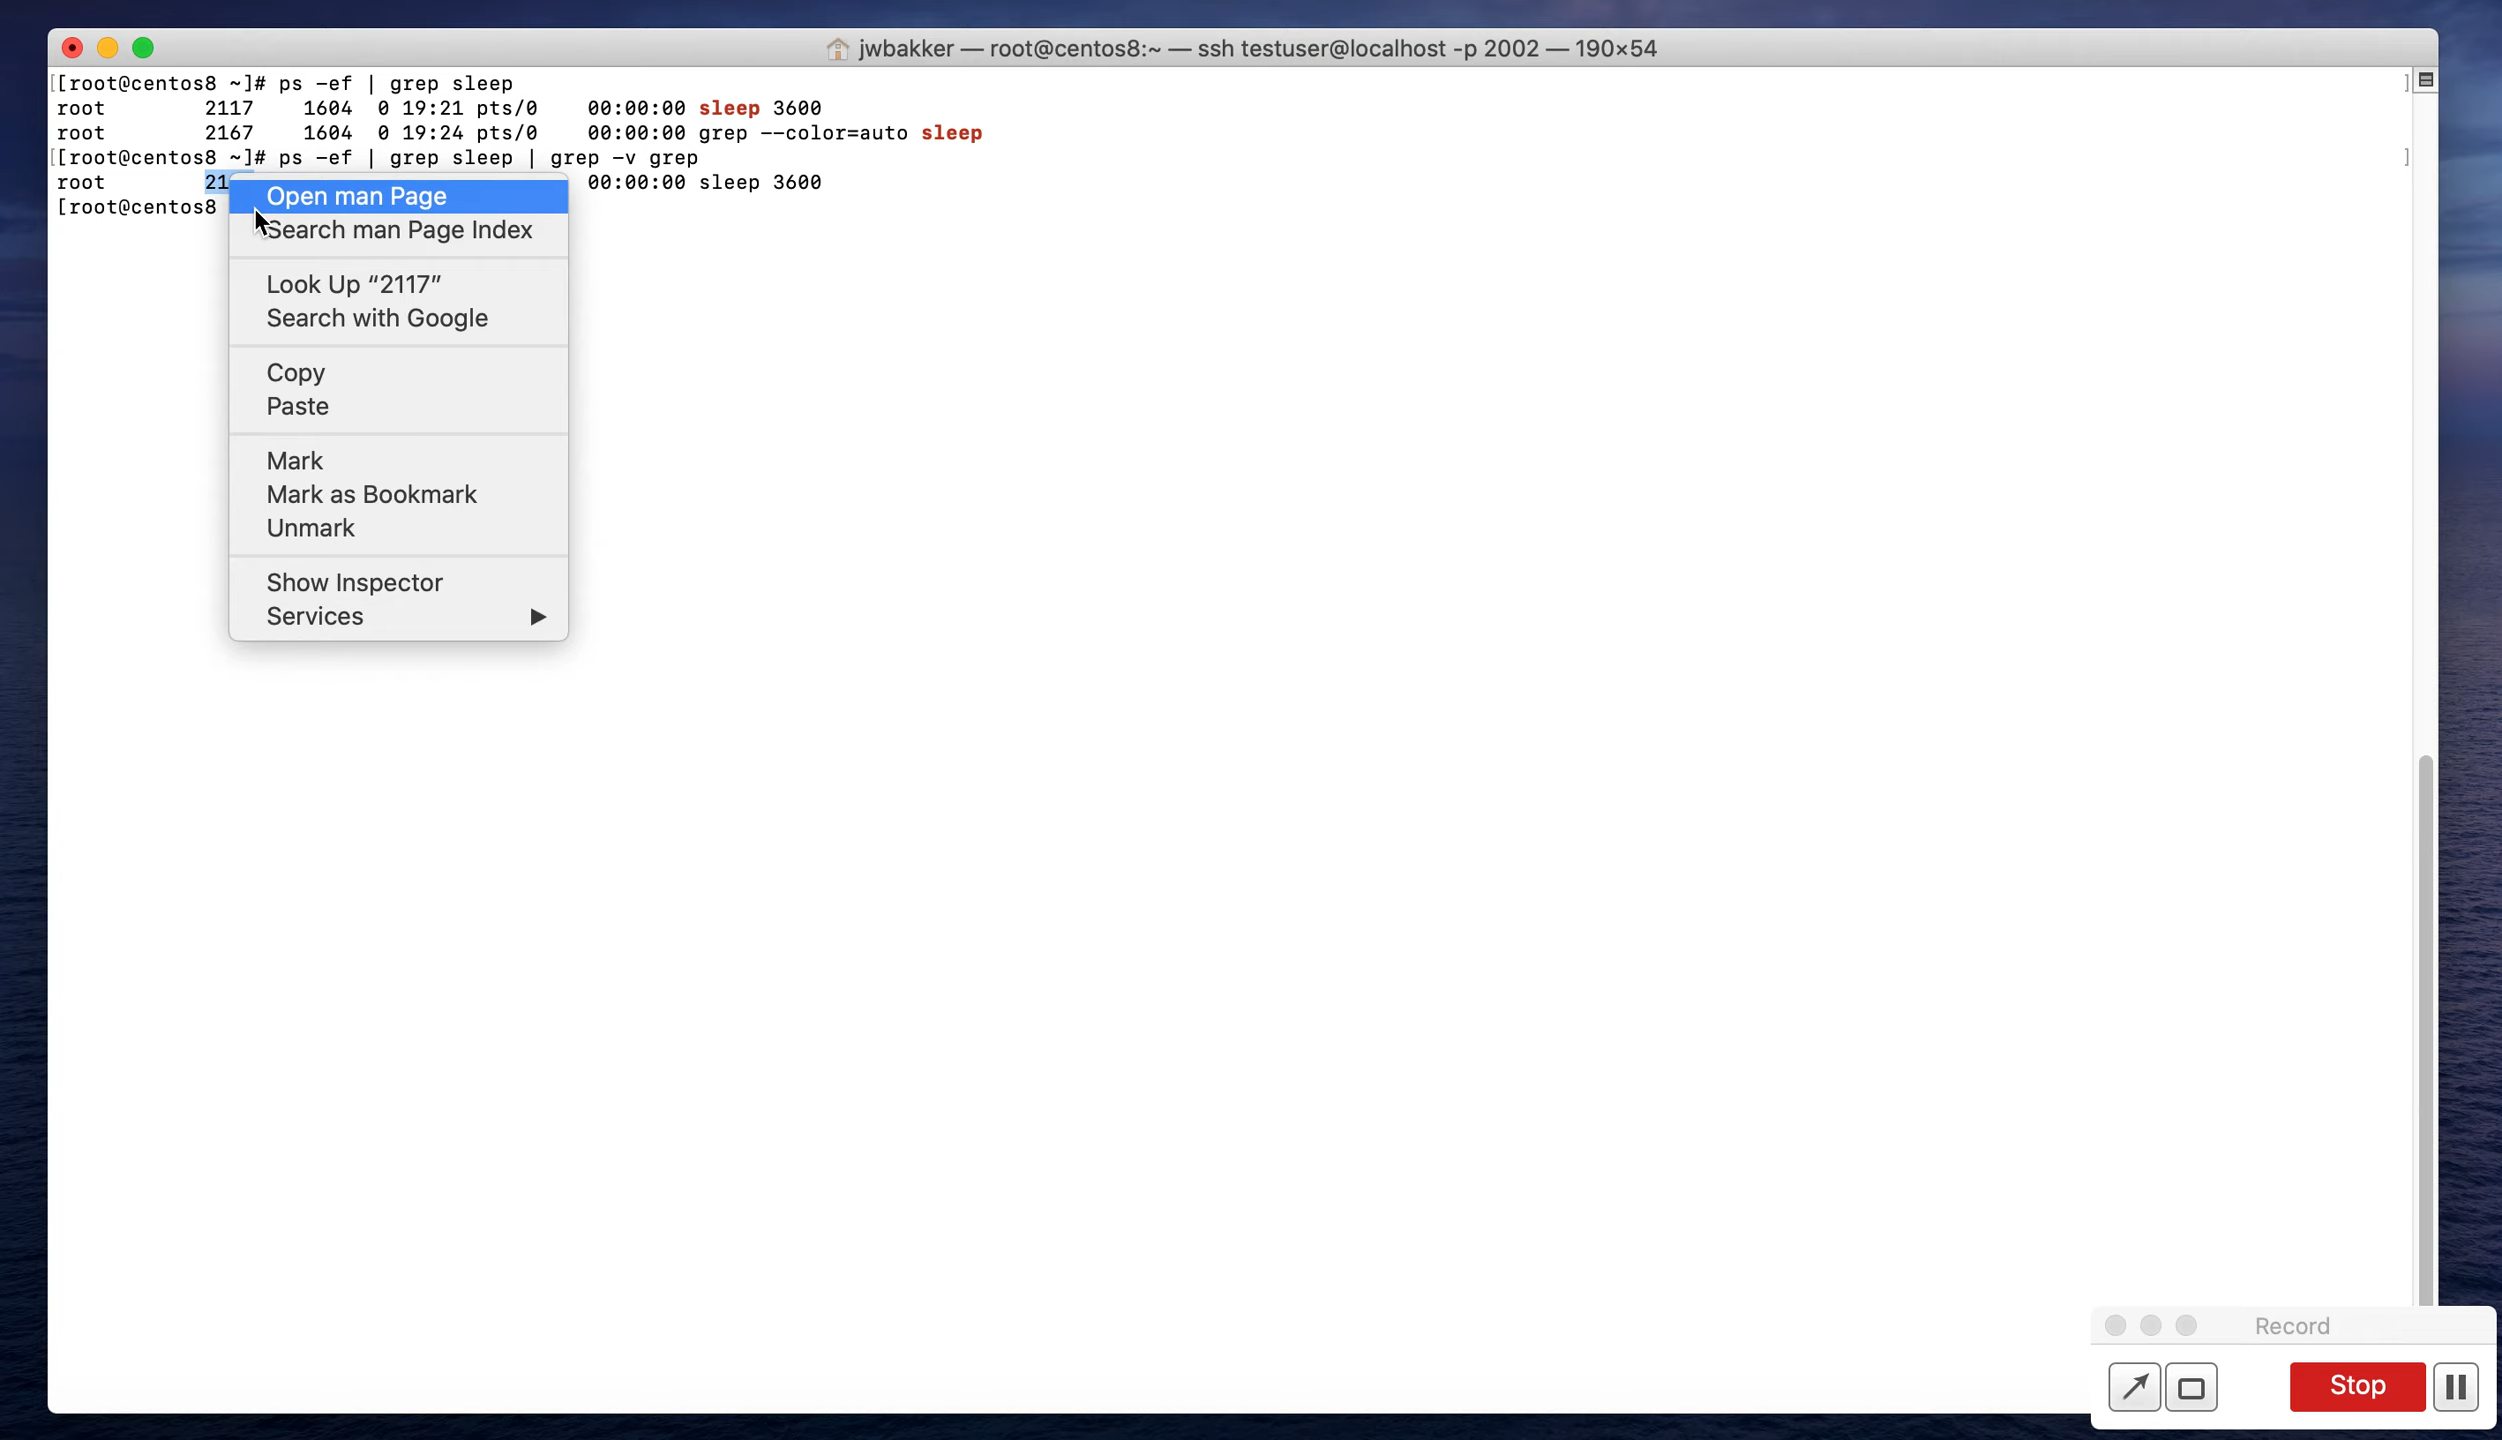 jwbakker — root@centos8:~ — ssh testuser@localhost -p 2002 — 190×54
[[root@centos8 ~]# ps -ef | grep sleep ]
root 2117 1604 0 19:21 pts/0 00:00:00 sleep 3600
root 2167 1604 0 19:24 pts/0 00:00:00 grep --color=auto sleep
[[root@centos8 ~]# ps -ef | grep sleep | grep -v grep ]
root 21 00:00:00 sleep 3600
[root@centos8
Open man Page
Search man Page Index
Look Up “2117”
Search with Google
Copy
Paste
Mark
Mark as Bookmark
Unmark
Show Inspector
Services
Record
Stop